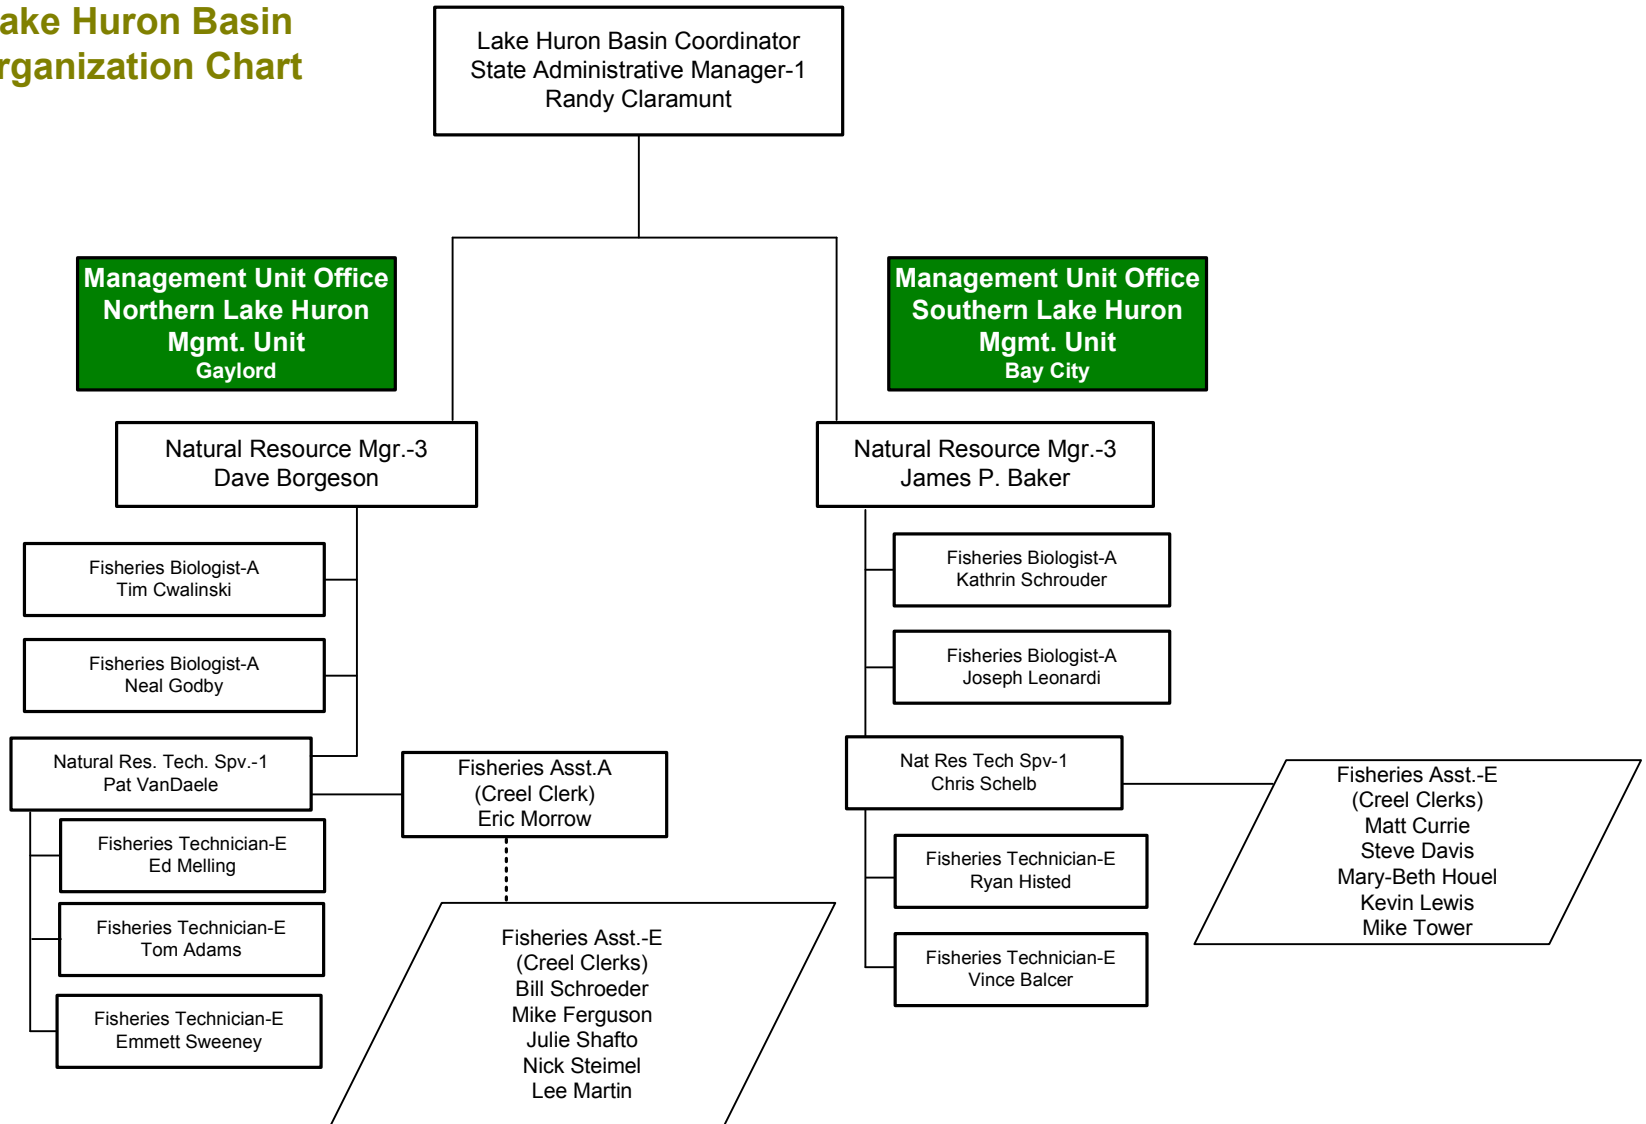 ake Huron Basin
rganization Chart
Lake Huron Basin Coordinator
State Administrative Manager-1
Randy Claramunt
Management Unit Office
Northern Lake Huron
Mgmt. Unit
Gaylord
Management Unit Office
Southern Lake Huron
Mgmt. Unit
Bay City
Natural Resource Mgr.-3
Dave Borgeson
Natural Resource Mgr.-3
James P. Baker
Fisheries Biologist-A
Tim Cwalinski
Fisheries Biologist-A
Kathrin Schrouder
Fisheries Biologist-A
Neal Godby
Fisheries Biologist-A
Joseph Leonardi
Natural Res. Tech. Spv.-1
Pat VanDaele
Fisheries Asst.A
(Creel Clerk)
Eric Morrow
Nat Res Tech Spv-1
Chris Schelb
Fisheries Asst.-E
(Creel Clerks)
Matt Currie
Steve Davis
Mary-Beth Houel
Kevin Lewis
Mike Tower
Fisheries Technician-E
Ed Melling
Fisheries Technician-E
Ryan Histed
Fisheries Technician-E
Tom Adams
Fisheries Asst.-E
(Creel Clerks)
Bill Schroeder
Mike Ferguson
Julie Shafto
Nick Steimel
Lee Martin
Fisheries Technician-E
Vince Balcer
Fisheries Technician-E
Emmett Sweeney